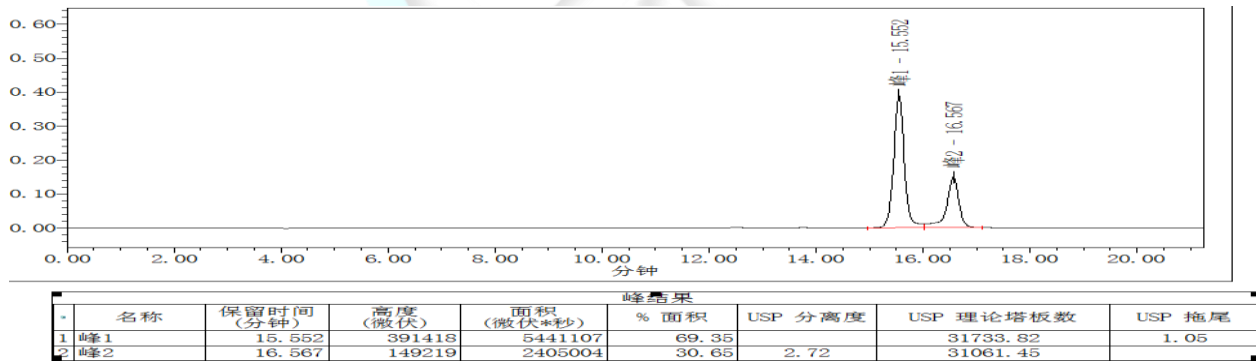 0.60
0.50
0.40
0.30
0.20
0.10
0.00
峰1 - 15.552
峰2 - 16.567
0.00 2.00 4.00 6.00 8.00 10.00 12.00 14.00 16.00 18.00 20.00
分钟
峰结果
名称 保留时间 (分钟) 高度 (微伏) 面积 (微伏*秒) % 面积 USP 分离度 USP 理论塔板数 USP 拖尾
1 峰1 15.552 391418 5441107 69.35 31733.82 1.05
2 峰2 16.567 149219 2405004 30.65 2.72 31061.45